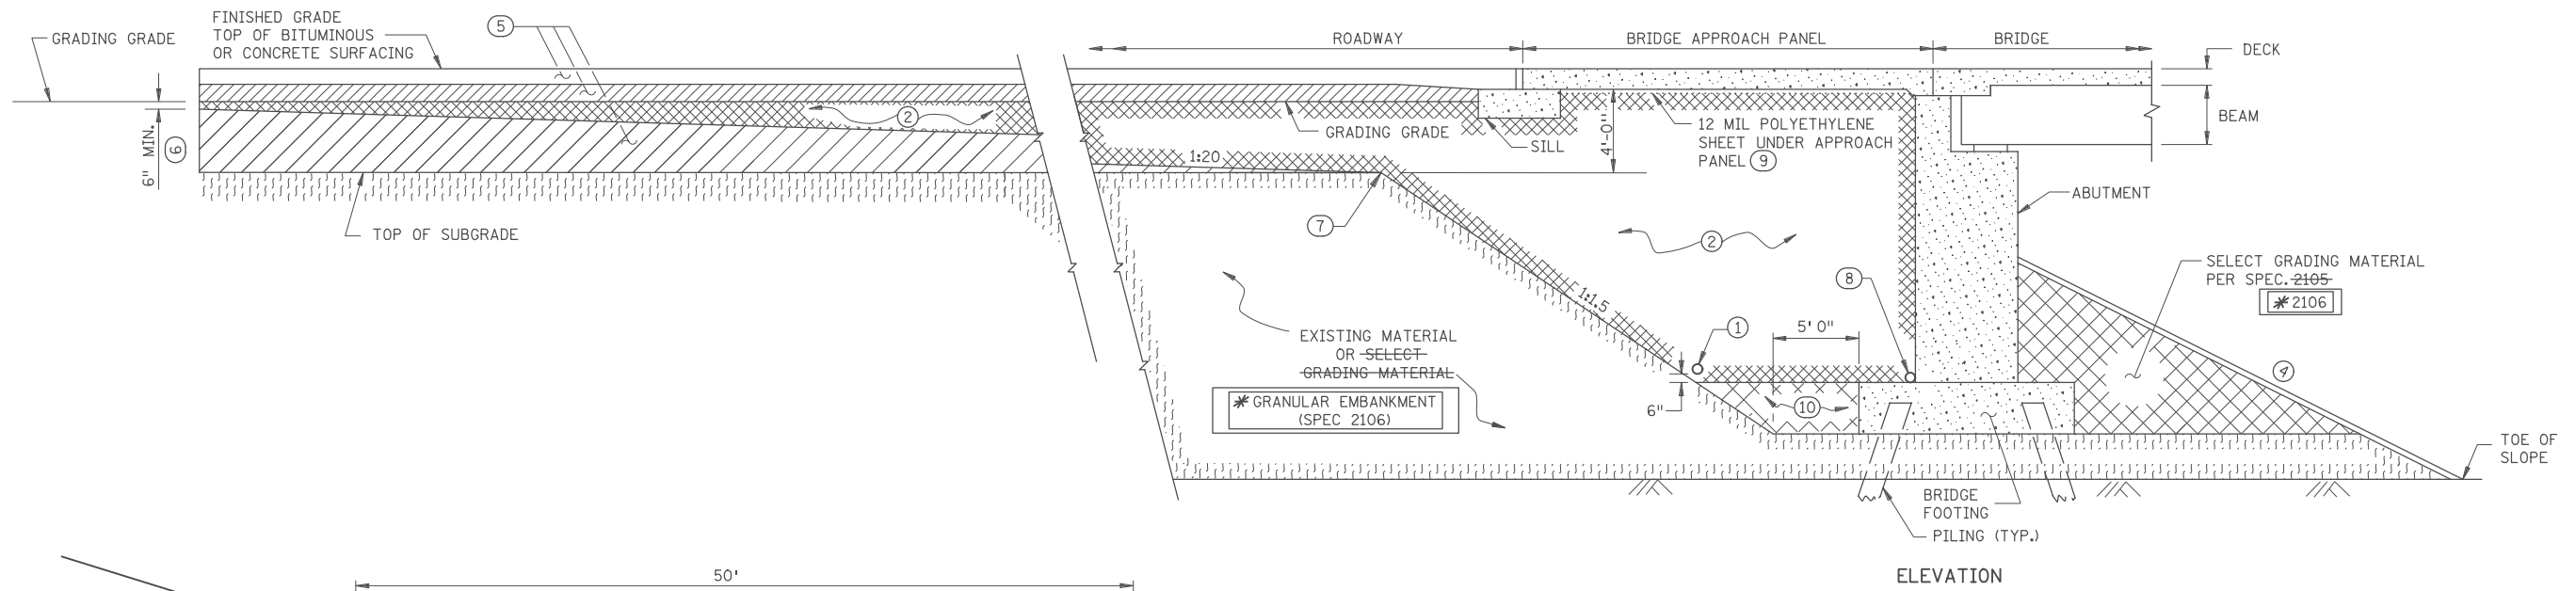 FINISHED GRADE
TOP OF BITUMINOUS
OR CONCRETE SURFACING
GRADING GRADE
5
ROADWAY
BRIDGE APPROACH PANEL
BRIDGE
DECK
BEAM
2
6" MIN.
6
GRADING GRADE
SILL
4'-0"
12 MIL POLYETHYLENE
SHEET UNDER APPROACH
PANEL 9
1:20
TOP OF SUBGRADE
7
2
ABUTMENT
8
SELECT GRADING MATERIAL
PER SPEC. 2105
* 2106
1:1.5
1
5' 0"
EXISTING MATERIAL
OR SELECT
GRADING MATERIAL
* GRANULAR EMBANKMENT
(SPEC 2106)
6"
10
4
TOE OF
SLOPE
BRIDGE
FOOTING
PILING (TYP.)
50'
ELEVATION